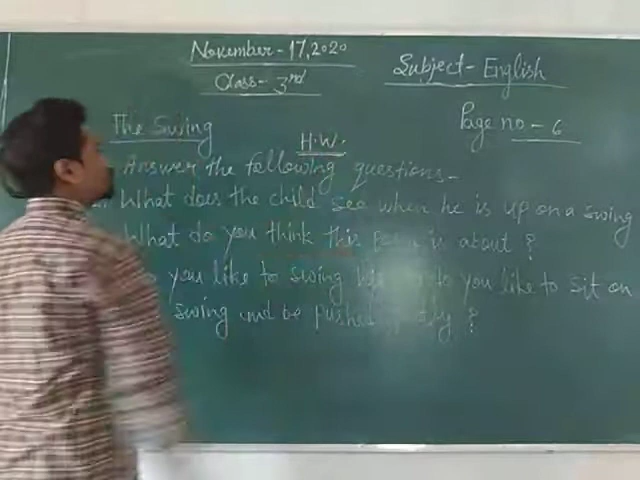 November - 17, 2020
Class - 3rd
Subject - English
Page no - 6
The Swing
H.W.
Answer the following questions -
What does the child see when he is up on a swing
What do you think this poem is about ?
you like to swing to you like to sit on
swing and be pushed ?